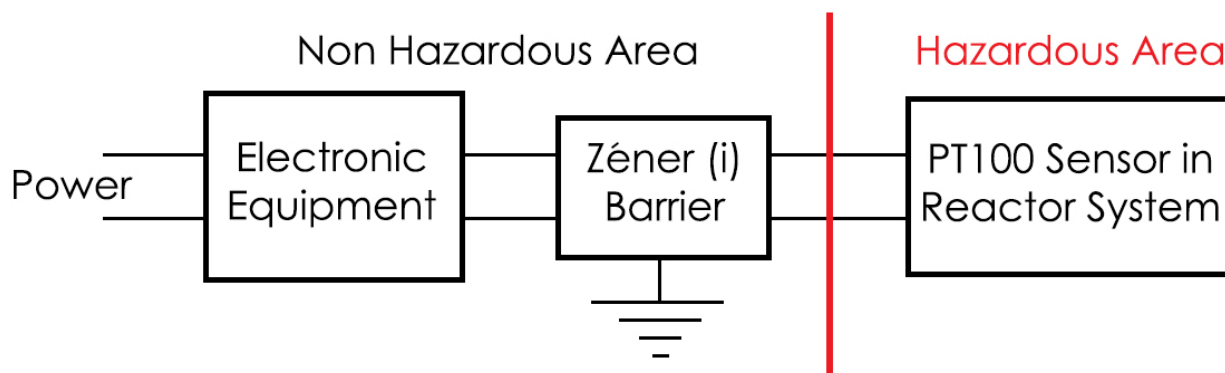 Non Hazardous Area
Hazardous Area
Power
Electronic
Equipment
Zéner (i)
Barrier
PT100 Sensor in
Reactor System